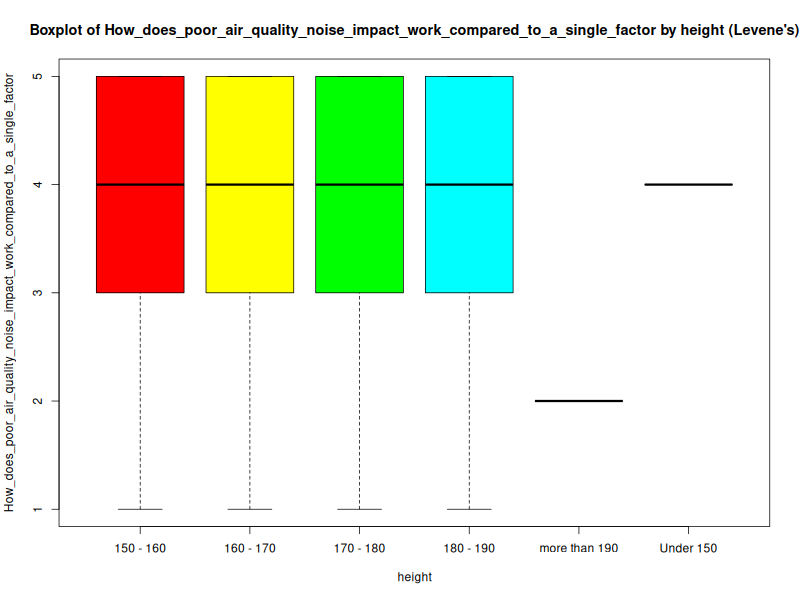 Boxplot of How_does_poor_air_quality_noise_impact_work_compared_to_a_single_factor by height (Levene's)
How_does_poor_air_quality_noise_impact_work_compared_to_a_single_factor
5
4
3
2
1
150 - 160 160 - 170 170 - 180 180 - 190 more than 190 Under 150
height